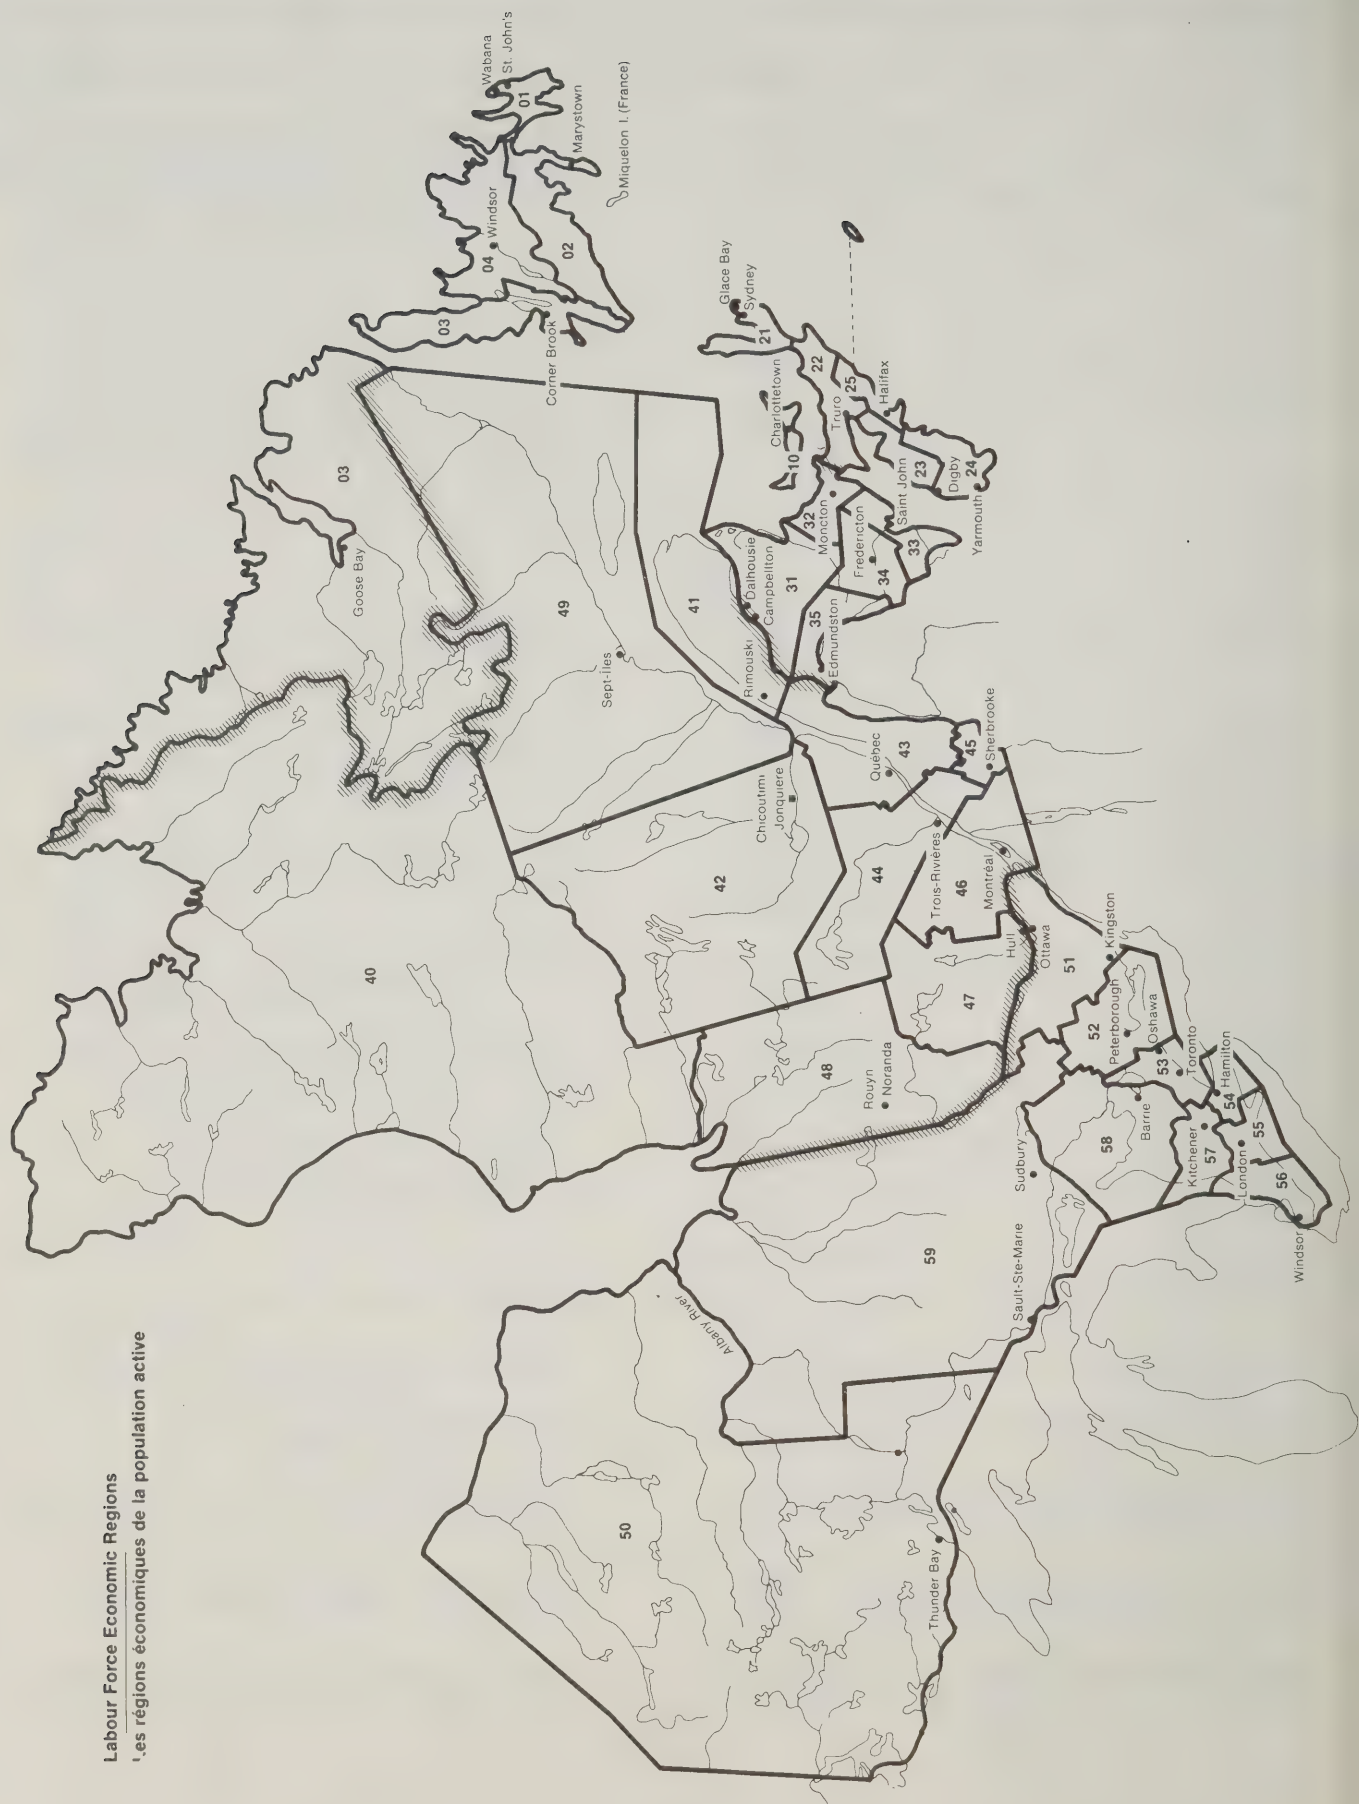 Labour Force Economic Regions
Les régions économiques de la population active
Wabana
St. John's
01
Marystown
Miquelon I. (France)
Windsor
04
02
03
Corner Brook
03
Goose Bay
Glace Bay
Sydney
21
22
Charlottetown
10
Truro
25
Halifax
23
Digby
24
Yarmouth
Saint John
32
Moncton
Fredericton
33
34
31
Dalhousie
Campbellton
35
Edmundston
41
Rimouski
49
Sept-Iles
40
42
Chicoutimi
Jonquiere
Québec
43
45
Sherbrooke
44
Trois-Rivières
46
Montréal
Hull
Ottawa
47
48
Rouyn
Noranda
51
Kingston
52
Peterborough
Oshawa
53
Toronto
Hamilton
54
55
Barrie
58
Kitchener
57
London
56
Windsor
Sudbury
Sault-Ste-Marie
59
Albany River
50
Thunder Bay